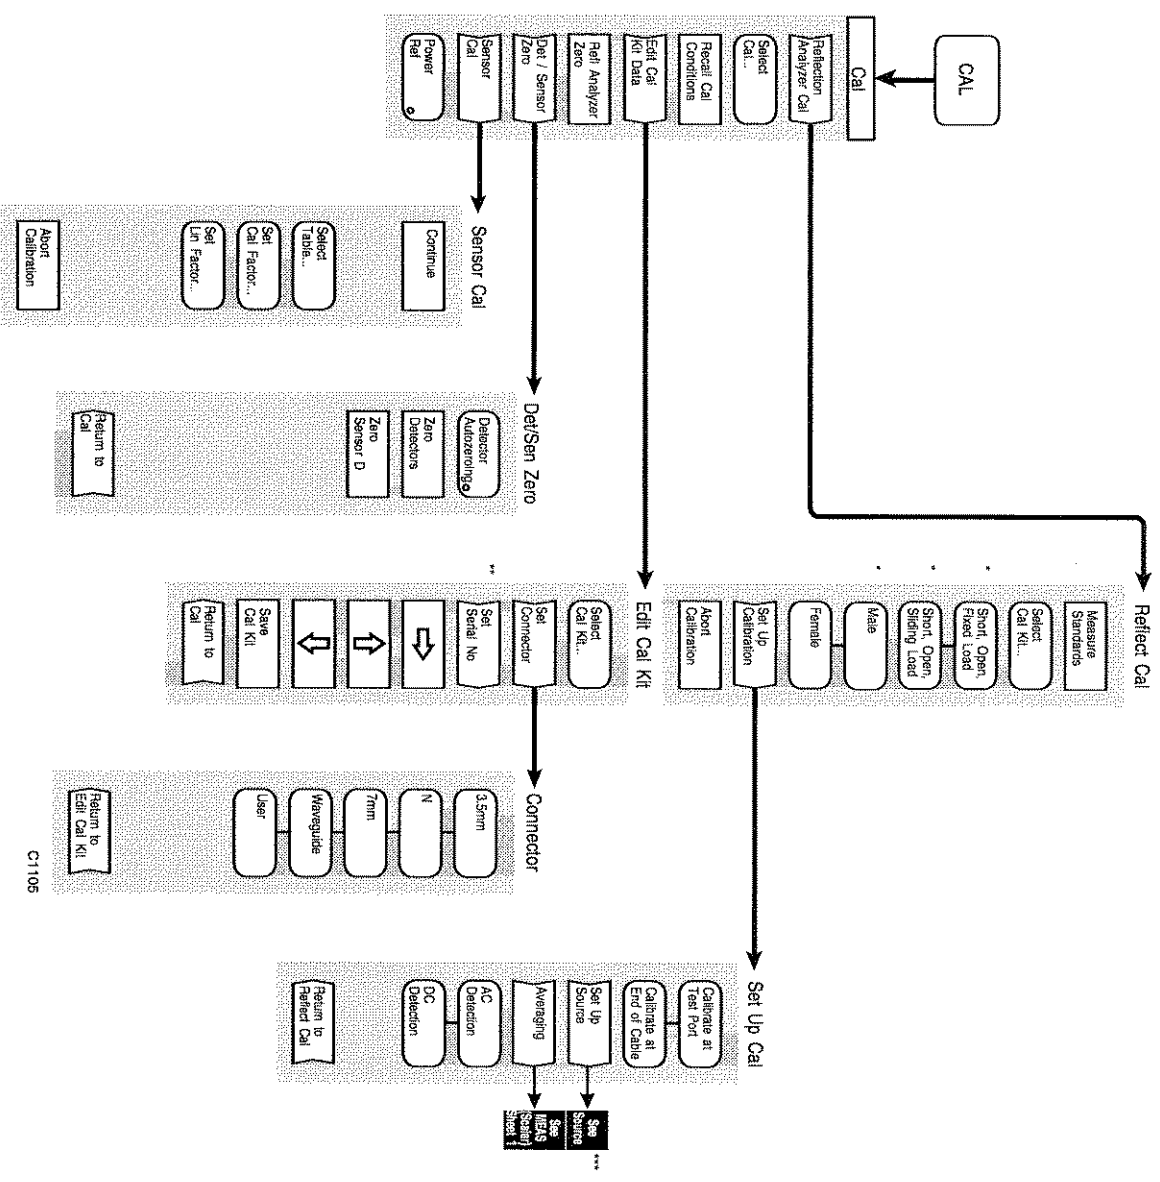 CAL
Cal
Reflection
Analyzer Cal
Select
Cal...
Recall Cal
Conditions
Edit Cal
Kit Data
Refl Analyzer
Zero
Det / Sensor
Zero
Sensor
Cal
Power
Ref
Sensor Cal
Continue
Select
Table...
Set
Cal Factor...
Set
Lin Factor...
Abort
Calibration
Det/Sen Zero
Detector
Autozeroing
Zero
Detectors
Zero
Sensor D
Return to
Cal
Reflect Cal
Measure
Standards
Select
Cal Kit...
*
Short, Open,
Fixed Load
*
Short, Open,
Sliding Load
*
Male
Female
Set Up
Calibration
Abort
Calibration
Edit Cal Kit
Select
Cal Kit...
Set
Connector
**
Set
Serial No
Save
Cal Kit
Return to
Cal
Connector
3.5mm
N
7mm
Waveguide
User
Return to
Edit Cal Kit
Set Up Cal
Calibrate at
Test Port
Calibrate at
End of Cable
Set Up
Source
Averaging
AC
Detection
DC
Detection
Return to
Reflect Cal
See
Source
***
See
MEAS
(Scalar)
Sheet 1
C1105